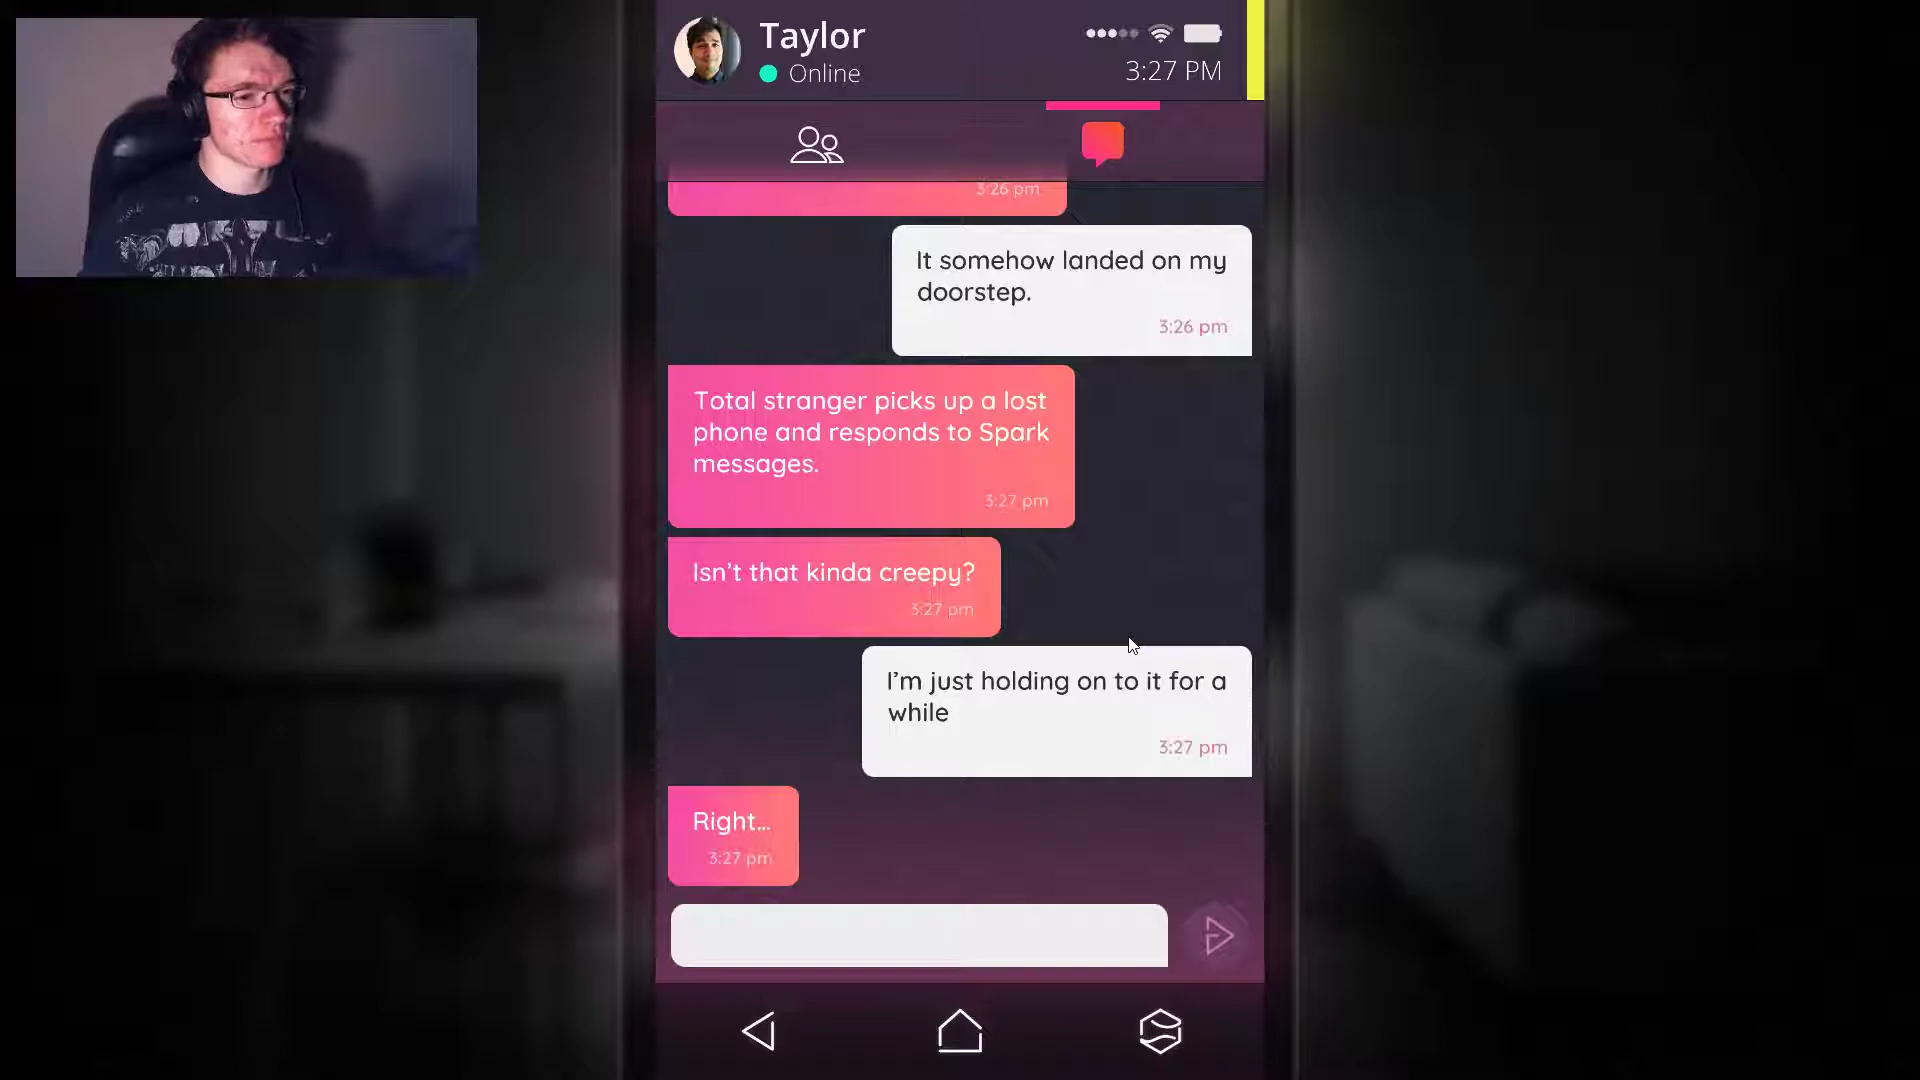 Taylor
Online
3:27 PM
3:26 pm
It somehow landed on my
doorstep.
3:26 pm
Total stranger picks up a lost
phone and responds to Spark
messages.
3:27 pm
Isn't that kinda creepy?
3:27 pm
I'm just holding on to it for a
while
3:27 pm
Right...
3:27 pm